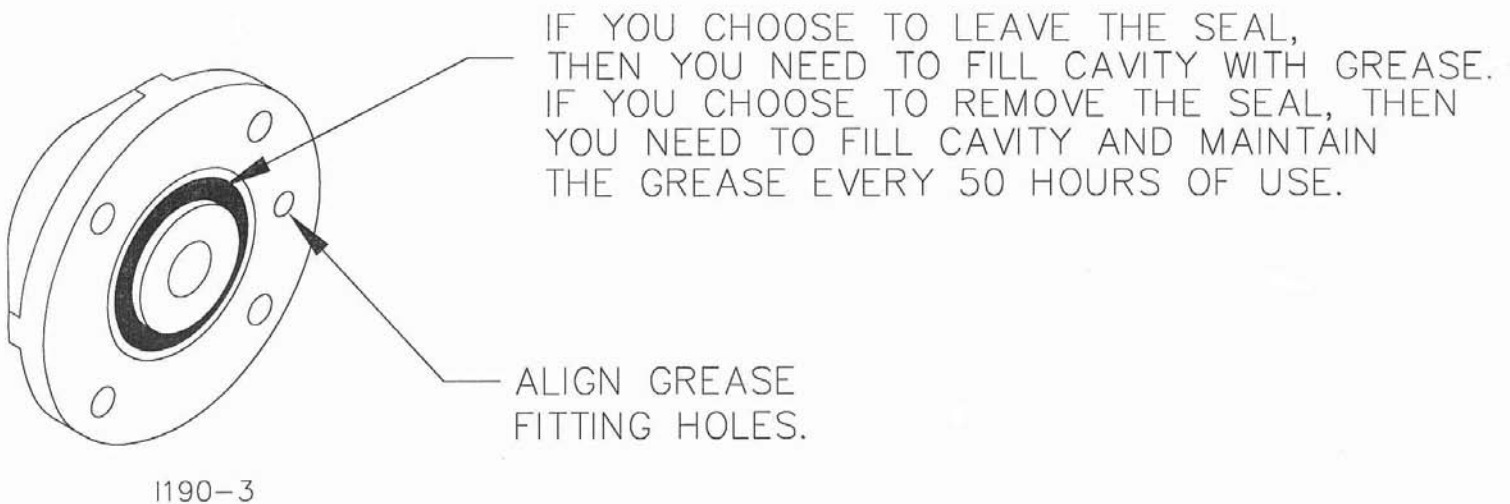 IF YOU CHOOSE TO LEAVE THE SEAL,
THEN YOU NEED TO FILL CAVITY WITH GREASE.
IF YOU CHOOSE TO REMOVE THE SEAL, THEN
YOU NEED TO FILL CAVITY AND MAINTAIN
THE GREASE EVERY 50 HOURS OF USE.
ALIGN GREASE
FITTING HOLES.
I190-3